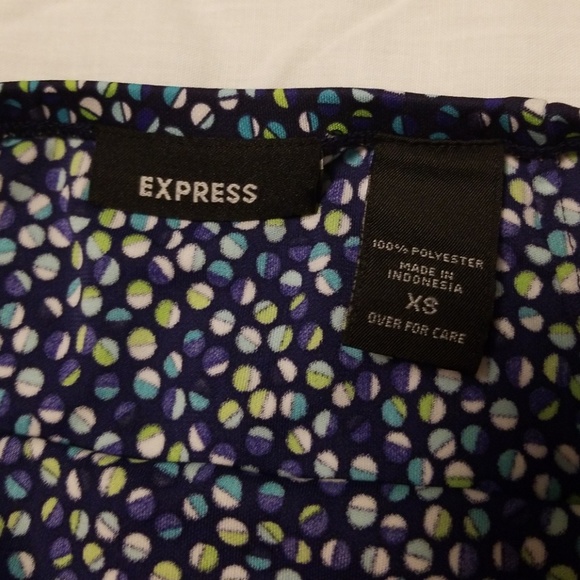 EXPRESS
100% POLYESTER
MADE IN
INDONESIA
XS
OVER FOR CARE